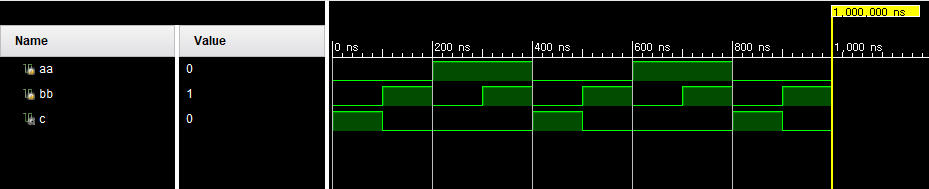 1,000,000 ns
Name Value
0 ns 200 ns 400 ns 600 ns 800 ns 1,000 ns
aa 0
bb 1
c 0